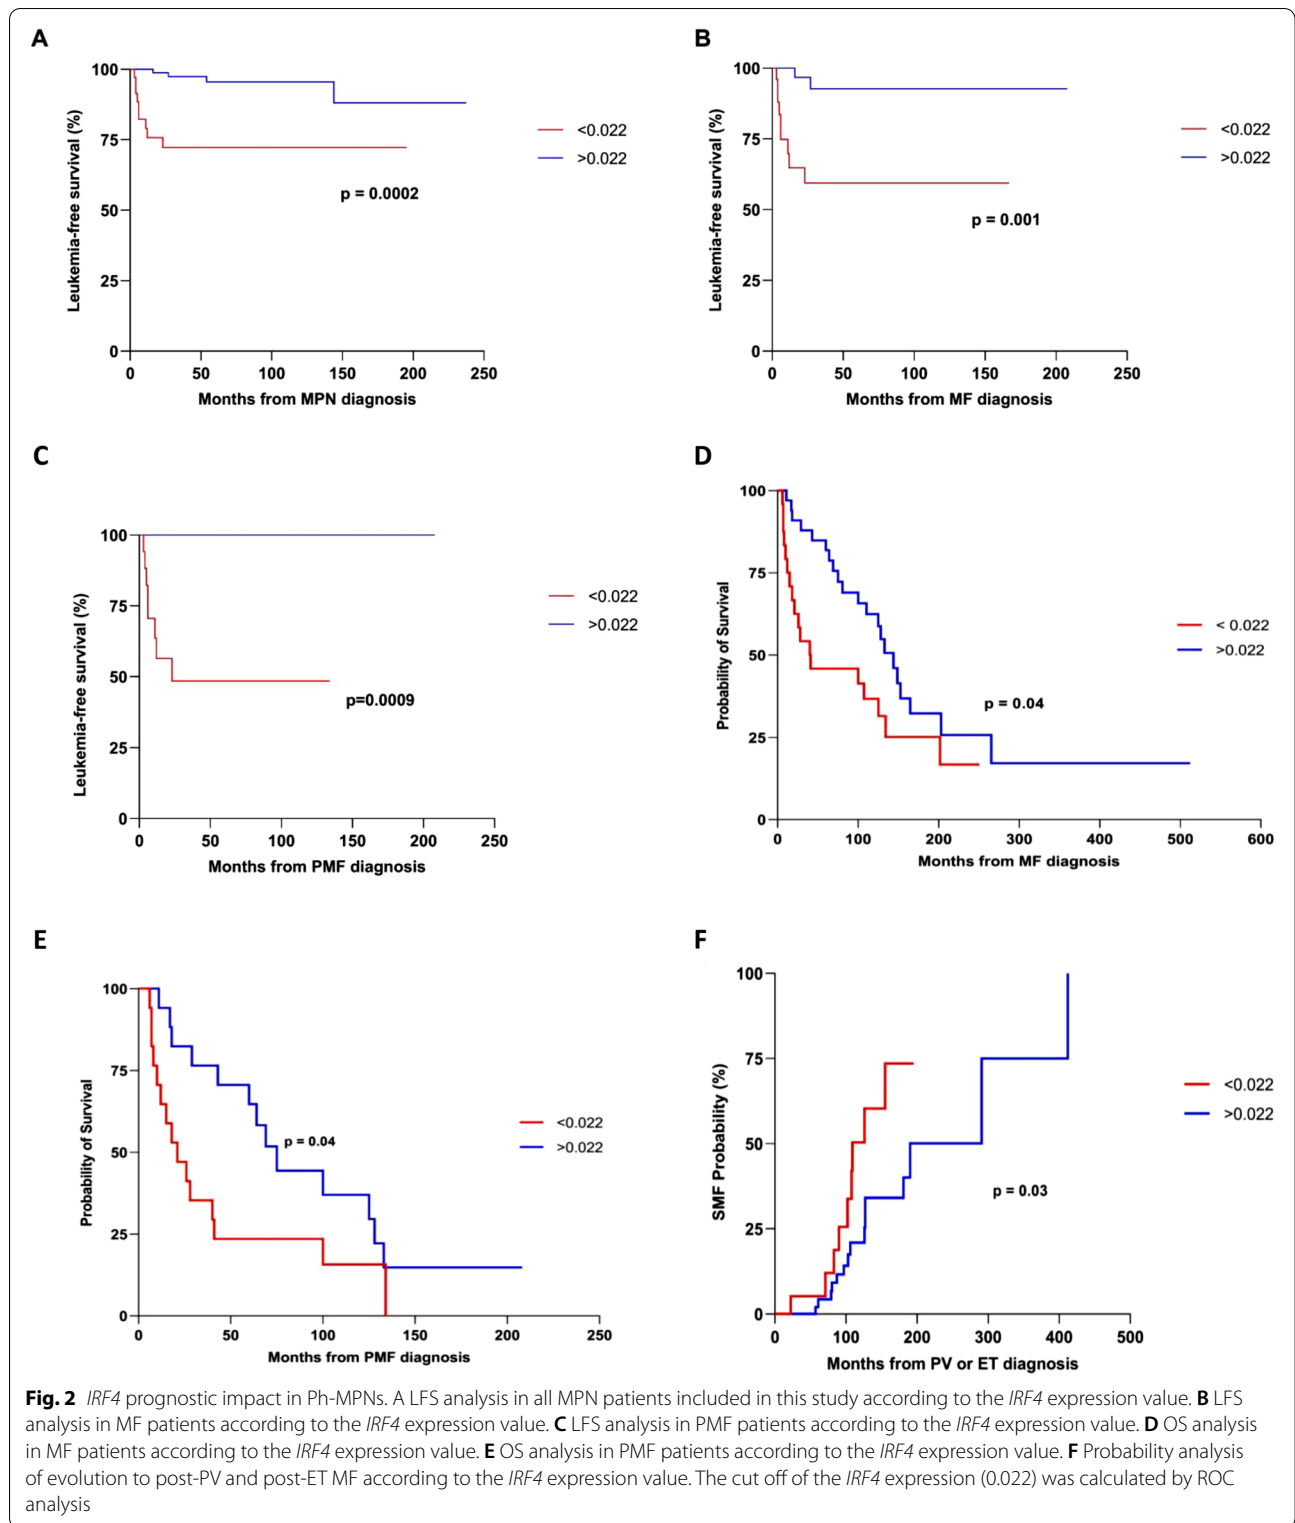 A
100
75
50
25
0
0 50 100 150 200 250
Leukemia-free survival (%)
Months from MPN diagnosis
<0.022
>0.022
p = 0.0002
B
100
75
50
25
0
0 50 100 150 200 250
Leukemia-free survival (%)
Months from MF diagnosis
<0.022
>0.022
p = 0.001
C
100
75
50
25
0
0 50 100 150 200 250
Leukemia-free survival (%)
Months from PMF diagnosis
<0.022
>0.022
p=0.0009
D
100
75
50
25
0
0 100 200 300 400 500 600
Probability of Survival
Months from MF diagnosis
< 0.022
>0.022
p = 0.04
E
100
75
50
25
0
0 50 100 150 200 250
Probability of Survival
Months from PMF diagnosis
<0.022
>0.022
p = 0.04
F
100
75
50
25
0
0 100 200 300 400 500
SMF Probability (%)
Months from PV or ET diagnosis
<0.022
>0.022
p = 0.03
Fig. 2 IRF4 prognostic impact in Ph-MPNs. A LFS analysis in all MPN patients included in this study according to the IRF4 expression value. B LFS
analysis in MF patients according to the IRF4 expression value. C LFS analysis in PMF patients according to the IRF4 expression value. D OS analysis
in MF patients according to the IRF4 expression value. E OS analysis in PMF patients according to the IRF4 expression value. F Probability analysis
of evolution to post-PV and post-ET MF according to the IRF4 expression value. The cut off of the IRF4 expression (0.022) was calculated by ROC
analysis